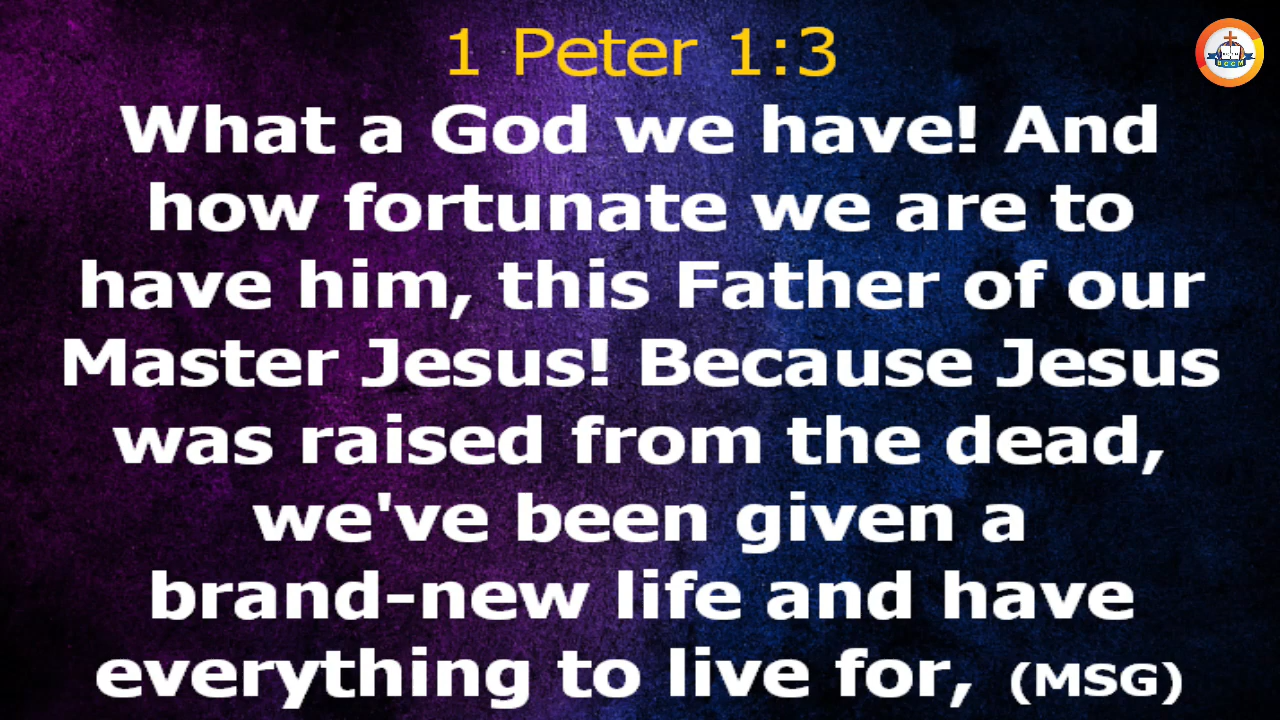 1 Peter 1:3
What a God we have! And
how fortunate we are to
have him, this Father of our
Master Jesus! Because Jesus
was raised from the dead,
we've been given a
brand-new life and have
everything to live for, (MSG)